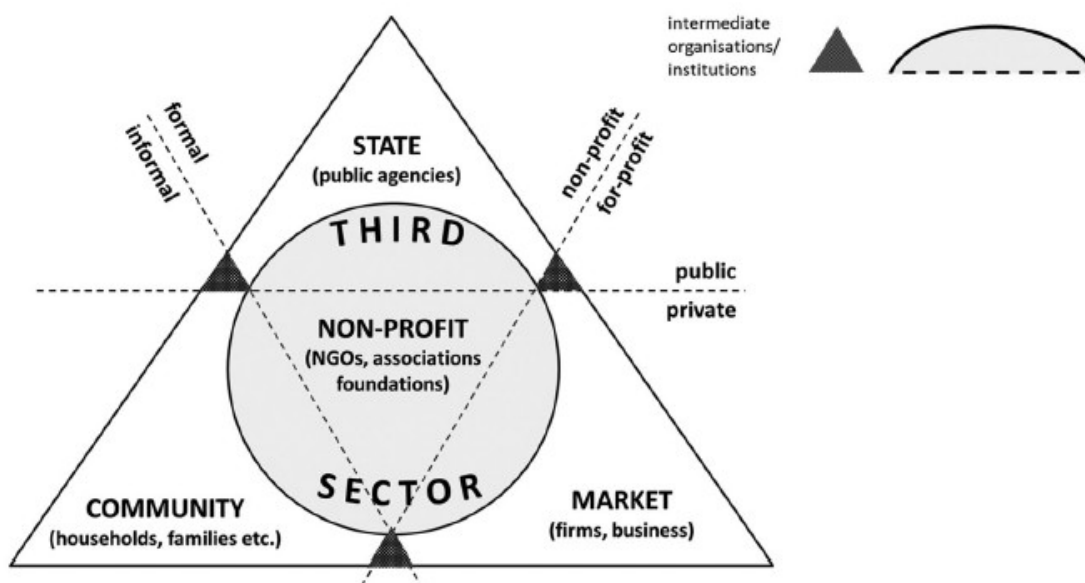 intermediate
organisations/
institutions
formal
informal
non-profit
for-profit
STATE
(public agencies)
THIRD
public
private
NON-PROFIT
(NGOs, associations
foundations)
SECTOR
COMMUNITY
(households, families etc.)
MARKET
(firms, business)